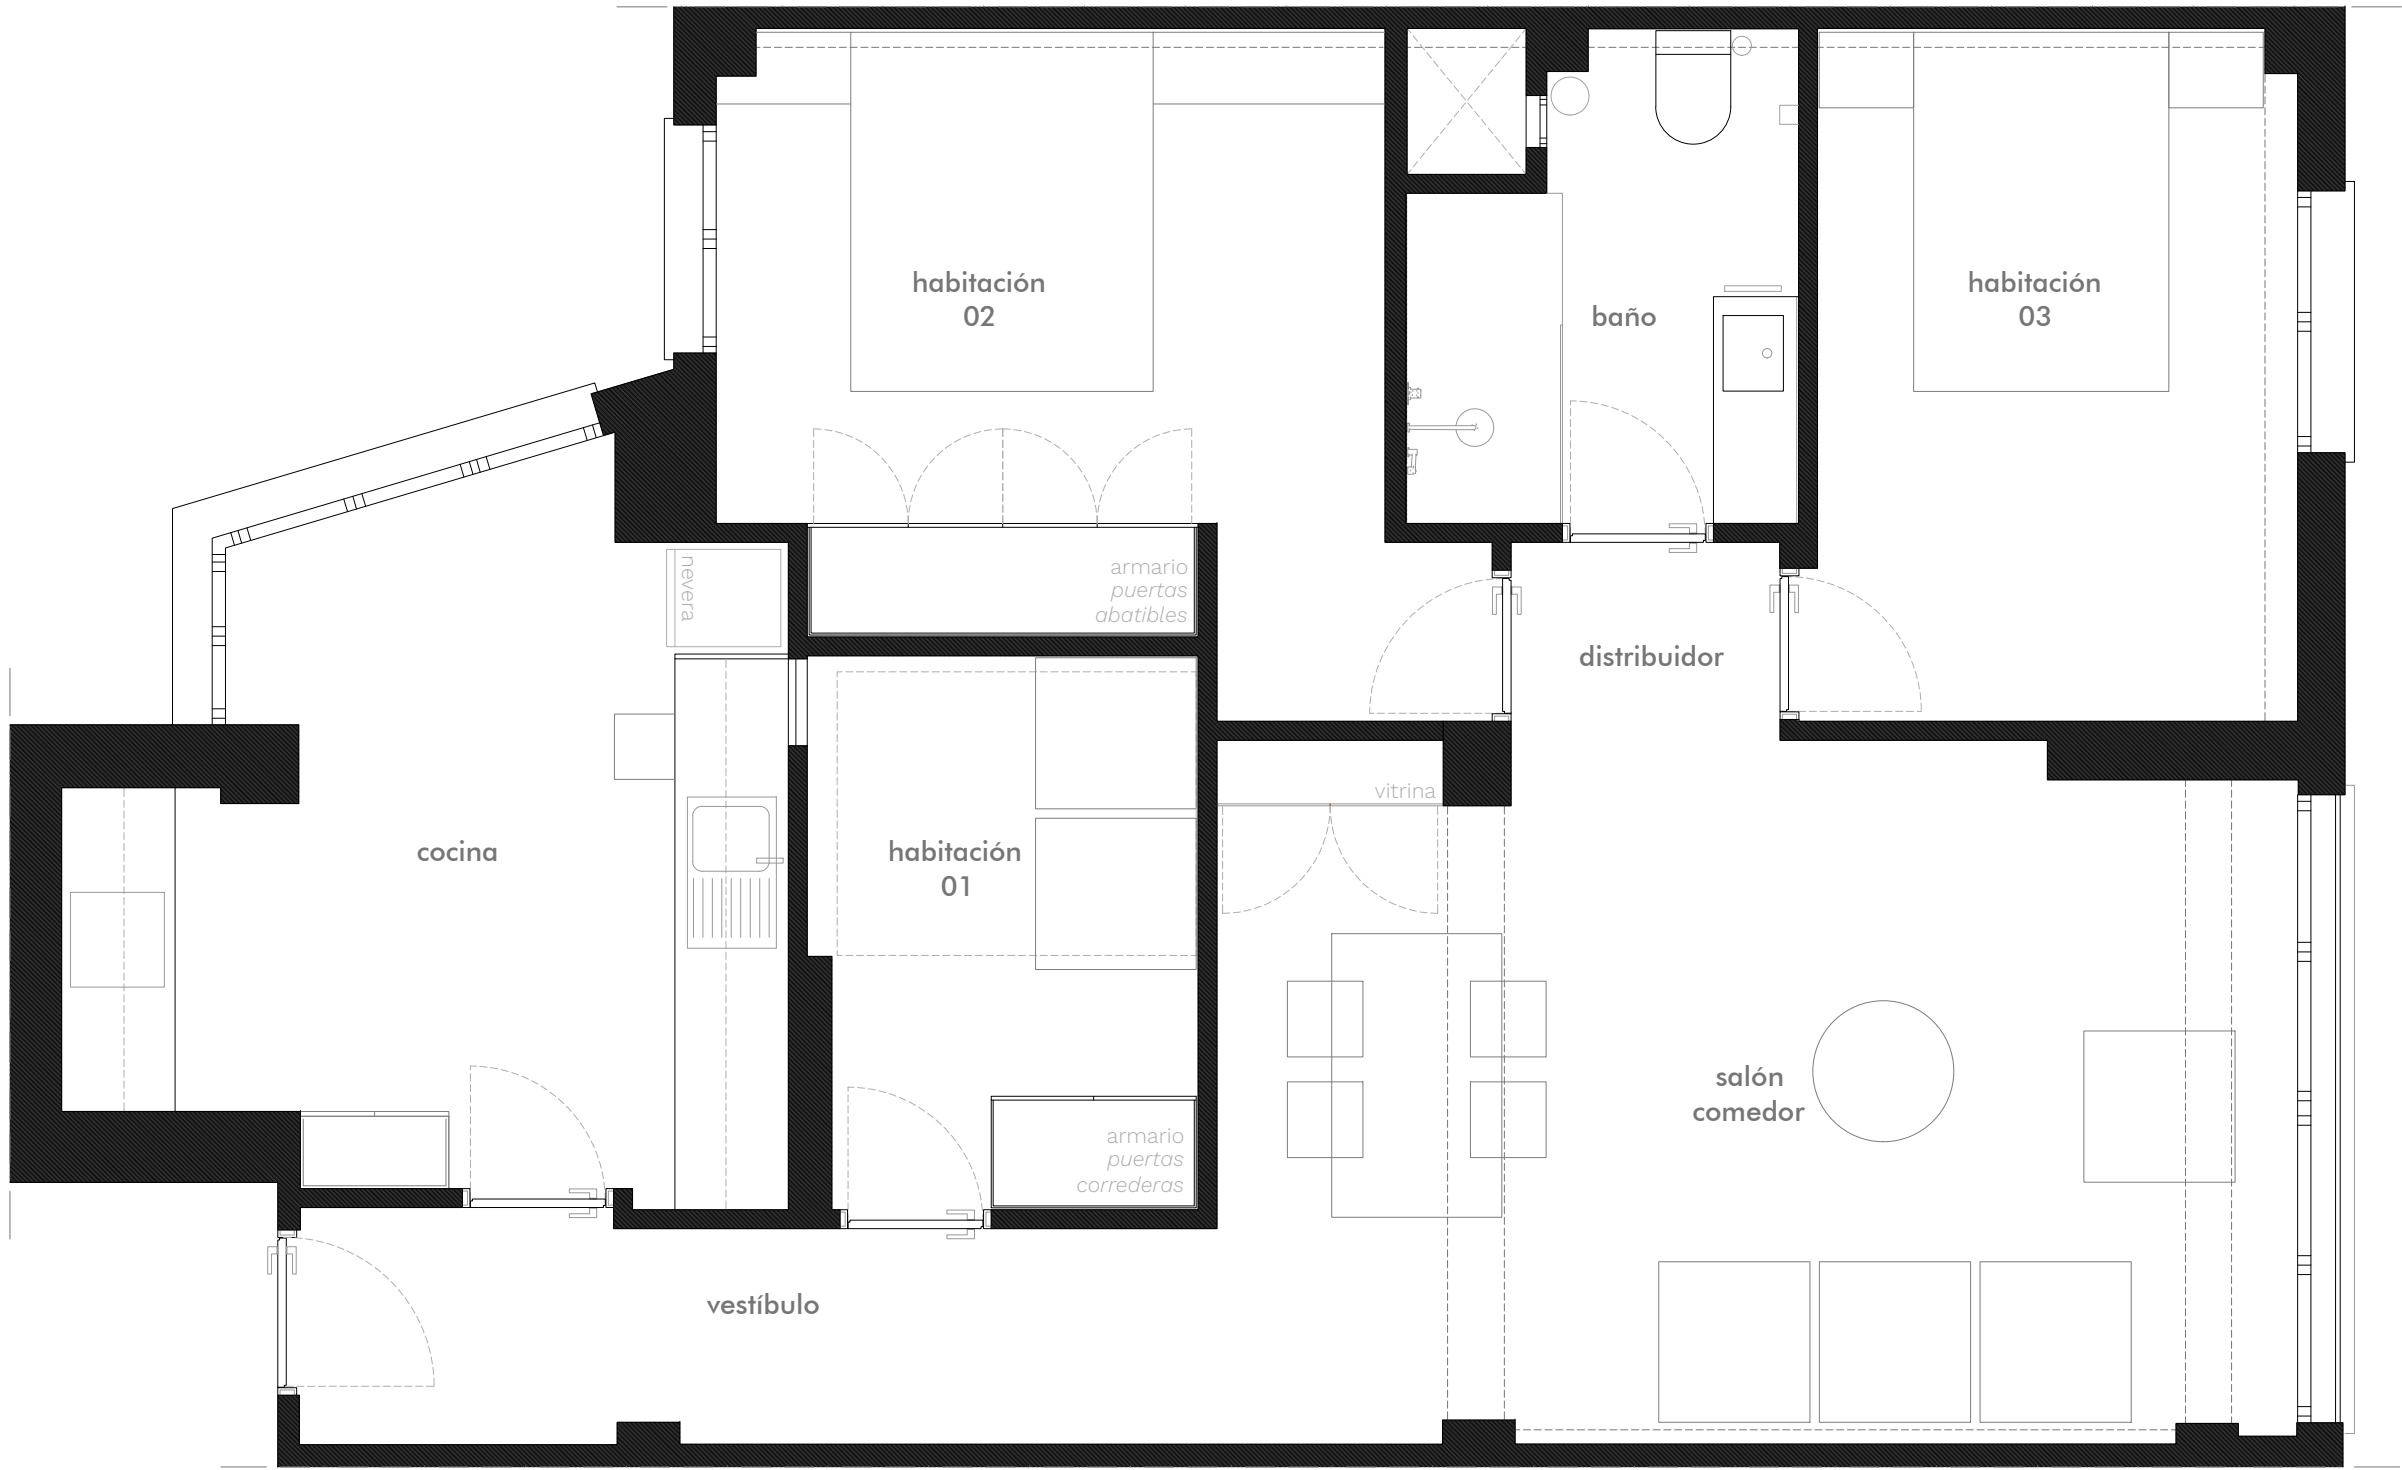 habitación
02
baño
habitación
03
nevera
armario
puertas
abatibles
distribuidor
vitrina
cocina
habitación
01
salón
comedor
armario
puertas
correderas
vestíbulo